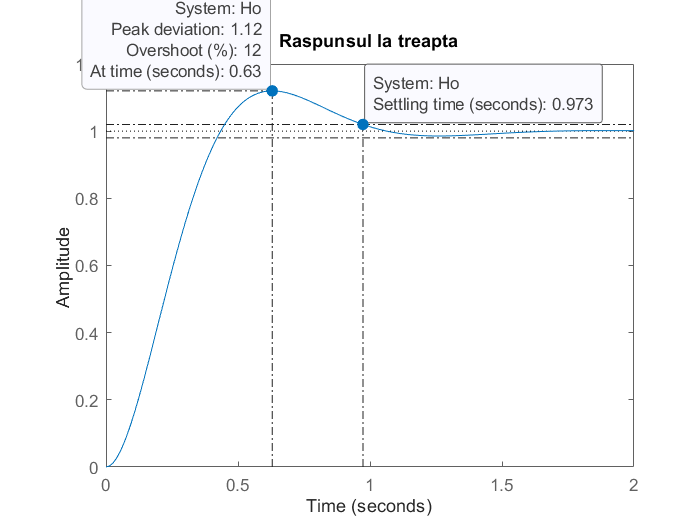 System: Ho
Peak deviation: 1.12
Overshoot (%): 12
At time (seconds): 0.63
Raspunsul la treapta
System: Ho
Settling time (seconds): 0.973
1
0.8
0.6
0.4
0.2
0
Amplitude
0 0.5 1 1.5 2
Time (seconds)